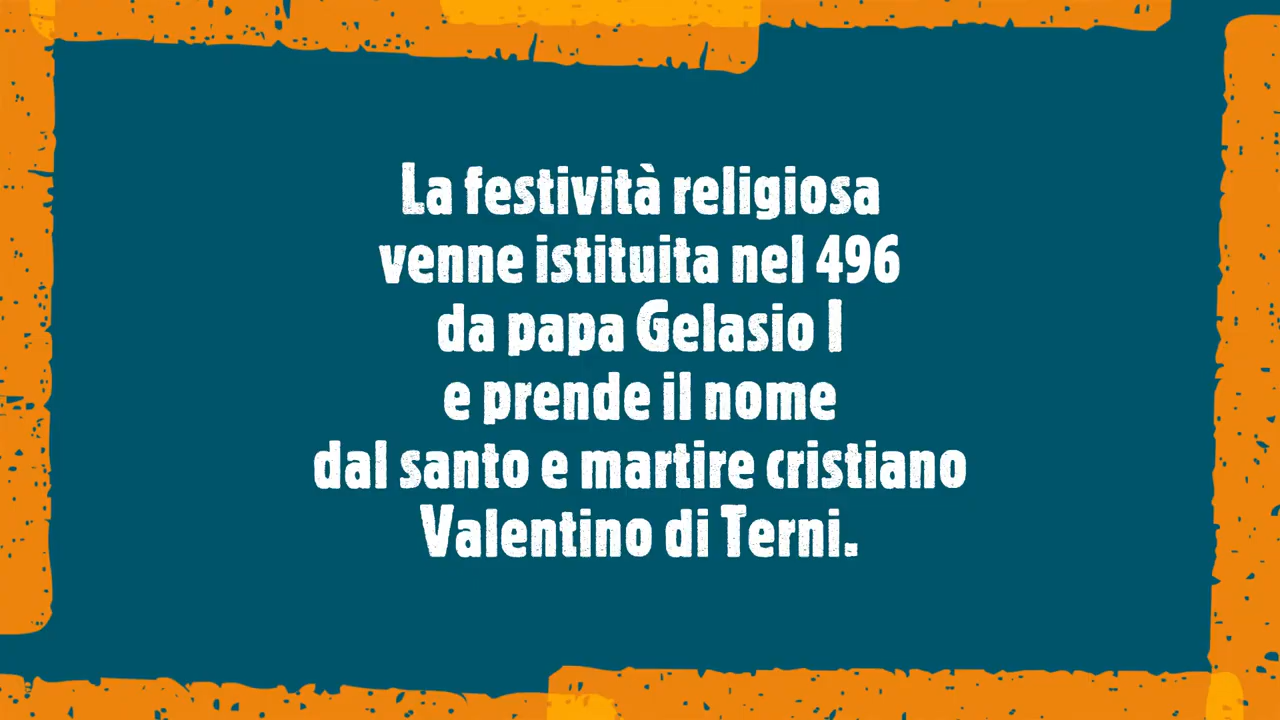 La festività religiosa
venne istituita nel 496
da papa Gelasio I
e prende il nome
dal santo e martire cristiano
Valentino di Terni.